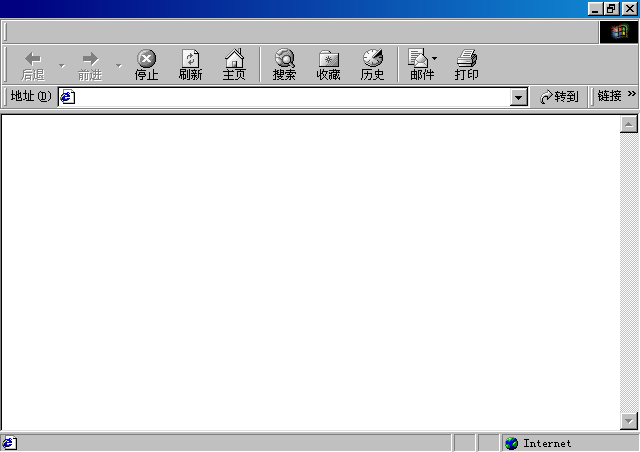 后退 前进 停止 刷新 主页 搜索 收藏 历史 邮件 打印
地址(D) 转到 链接 »
Internet